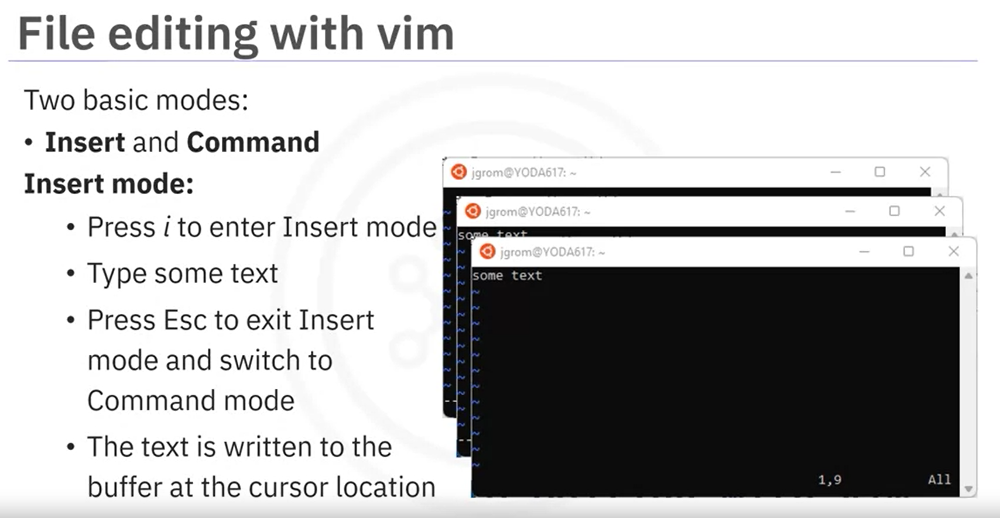 File editing with vim
Two basic modes:
• Insert and Command
Insert mode:
• Press i to enter Insert mode
• Type some text
• Press Esc to exit Insert
mode and switch to
Command mode
• The text is written to the
buffer at the cursor location
jgrom@YODA617: ~
~
~
~
~
~
~
~
~
~
~
~
~
--
jgrom@YODA617: ~
some text
~
~
~
~
~
~
~
~
~
~
~
~
--
jgrom@YODA617: ~
some text
~
~
~
~
~
~
~
~
~
~
~
~
1,9 All